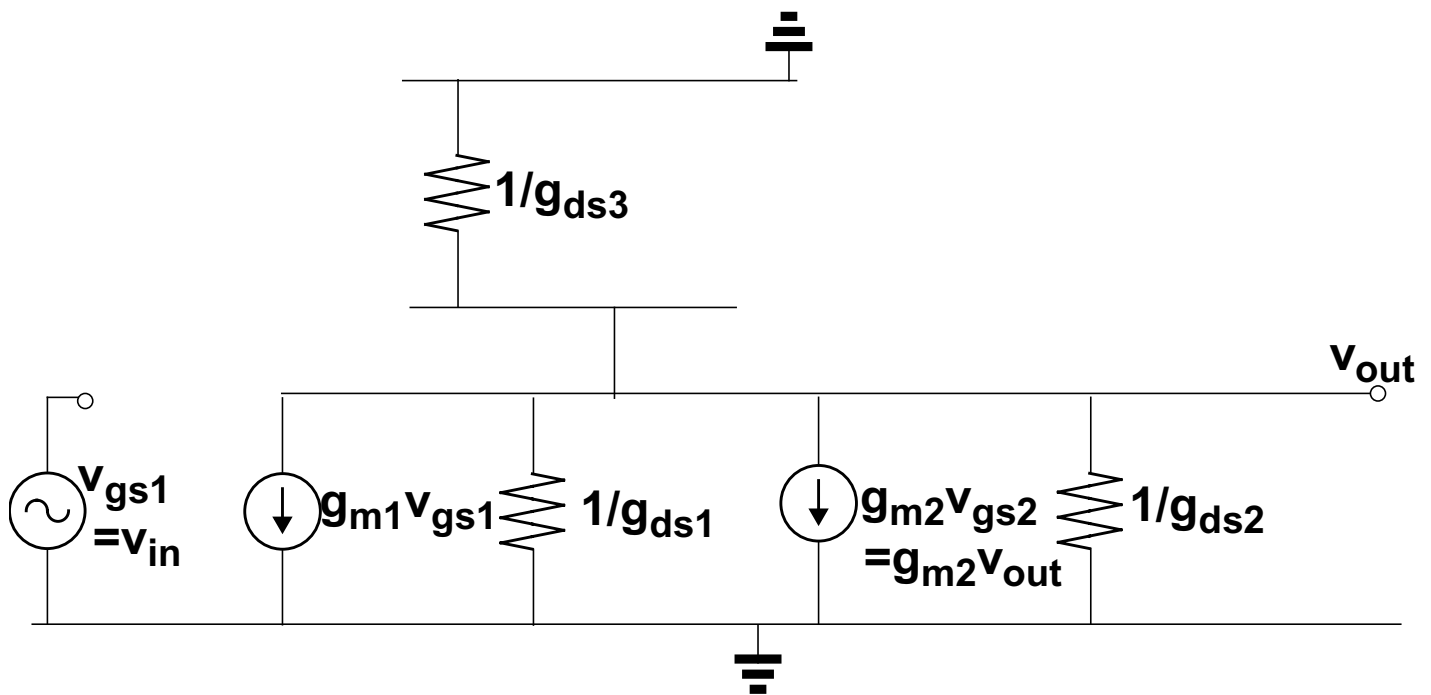 1/gds3
vout
vgs1
=vin
gm1vgs1
1/gds1
gm2vgs2
=gm2vout
1/gds2